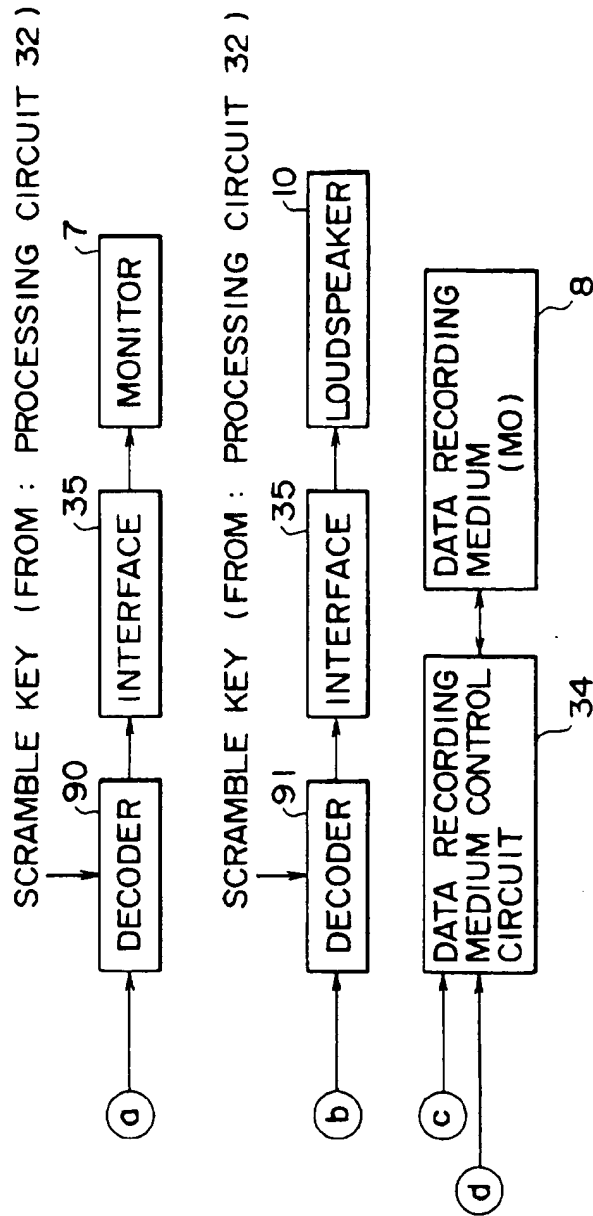 SCRAMBLE KEY (FROM : PROCESSING CIRCUIT 32)
90
35
7
a
DECODER
INTERFACE
MONITOR
SCRAMBLE KEY (FROM : PROCESSING CIRCUIT 32)
91
35
10
b
DECODER
INTERFACE
LOUDSPEAKER
c
d
DATA RECORDING
MEDIUM CONTROL
CIRCUIT
34
DATA RECORDING
MEDIUM
(MO)
8